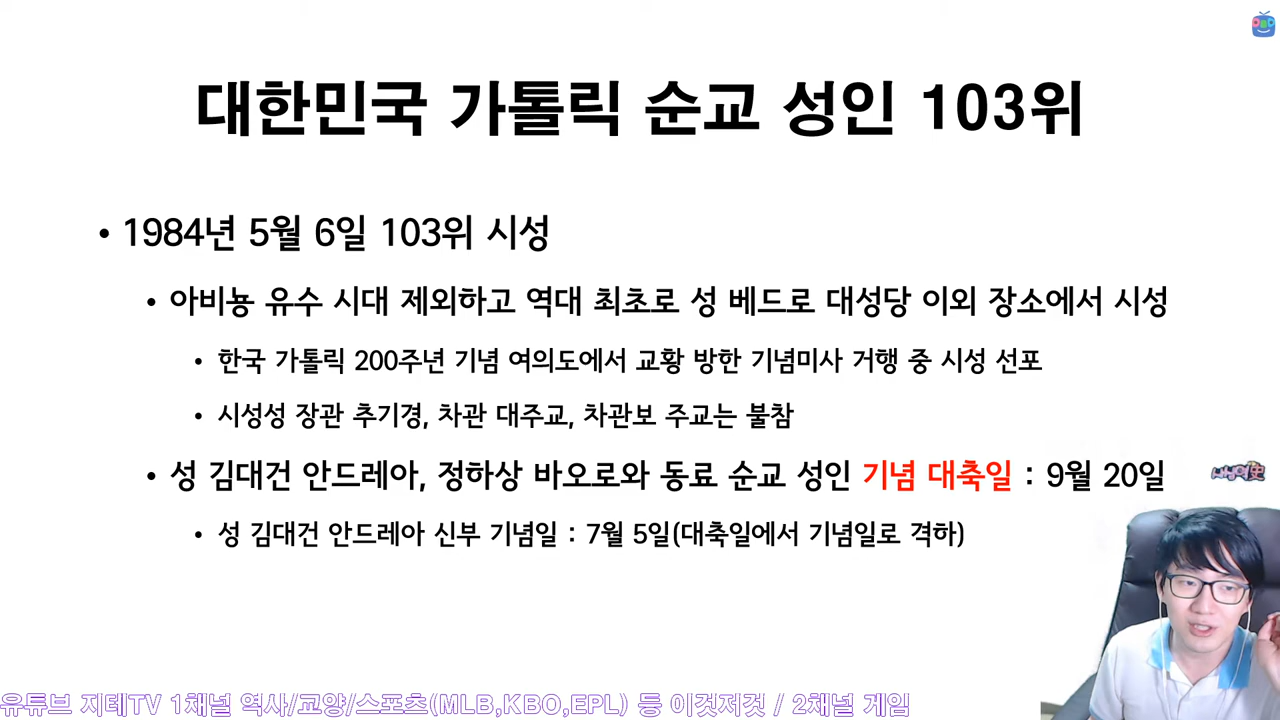 대한민국 가톨릭 순교 성인 103위
• 1984년 5월 6일 103위 시성
• 아비뇽 유수 시대 제외하고 역대 최초로 성 베드로 대성당 이외 장소에서 시성
• 한국 가톨릭 200주년 기념 여의도에서 교황 방한 기념미사 거행 중 시성 선포
• 시성성 장관 추기경, 차관 대주교, 차관보 주교는 불참
• 성 김대건 안드레아, 정하상 바오로와 동료 순교 성인 기념 대축일 : 9월 20일
• 성 김대건 안드레아 신부 기념일 : 7월 5일(대축일에서 기념일로 격하)
유튜브 지테TV 1채널 역사/교양/스포츠(MLB,KBO,EPL) 등 이것저것 / 2채널 게임